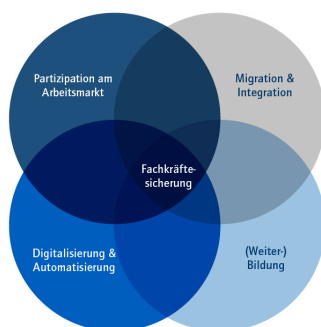 Partizipation am
Arbeitsmarkt
Migration &
Integration
Fachkräfte-
sicherung
Digitalisierung &
Automatisierung
(Weiter-)
Bildung